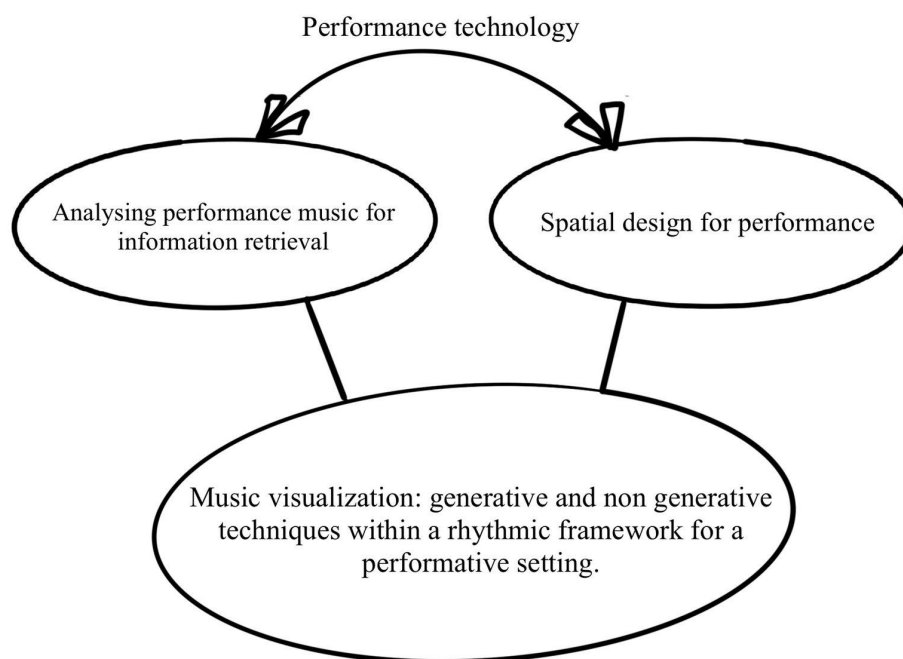 Performance technology
Analysing performance music for
information retrieval
Spatial design for performance
Music visualization: generative and non generative
techniques within a rhythmic framework for a
performative setting.